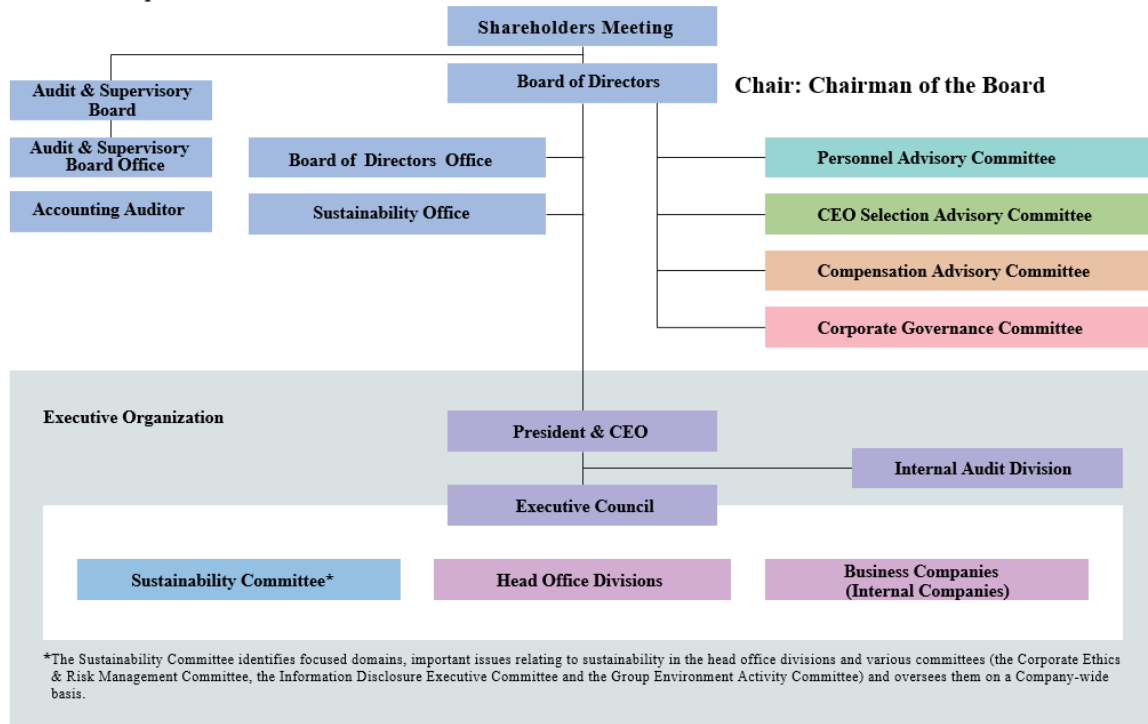 Shareholders Meeting
Board of Directors
Chair: Chairman of the Board
Audit & Supervisory
Board
Audit & Supervisory
Board Office
Accounting Auditor
Board of Directors Office
Sustainability Office
Personnel Advisory Committee
CEO Selection Advisory Committee
Compensation Advisory Committee
Corporate Governance Committee
Executive Organization
President & CEO
Internal Audit Division
Executive Council
Sustainability Committee*
Head Office Divisions
Business Companies
(Internal Companies)
*The Sustainability Committee identifies focused domains, important issues relating to sustainability in the head office divisions and various committees (the Corporate Ethics
& Risk Management Committee, the Information Disclosure Executive Committee and the Group Environment Activity Committee) and oversees them on a Company-wide
basis.